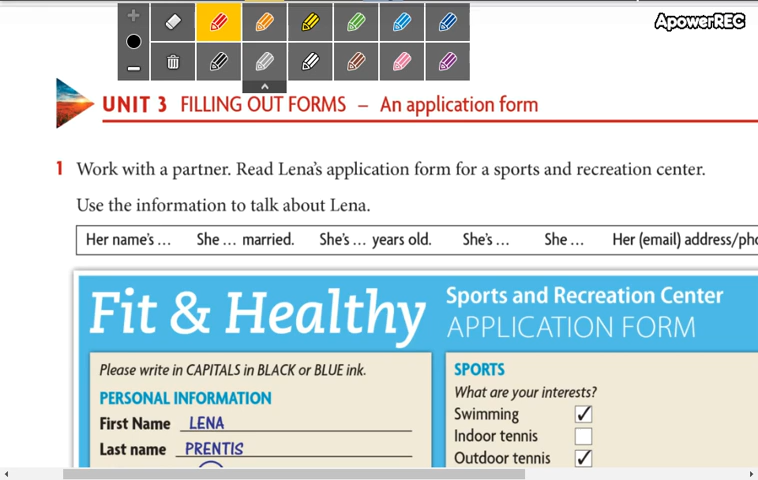 ApowerREC
UNIT 3 FILLING OUT FORMS – An application form
1 Work with a partner. Read Lena's application form for a sports and recreation center.
Use the information to talk about Lena.
Her name's … She … married. She's … years old. She's … She … Her (email) address/pho
Fit & Healthy
Sports and Recreation Center
APPLICATION FORM
Please write in CAPITALS in BLACK or BLUE ink.
PERSONAL INFORMATION
First Name LENA
Last name PRENTIS
SPORTS
What are your interests?
Swimming
Indoor tennis
Outdoor tennis